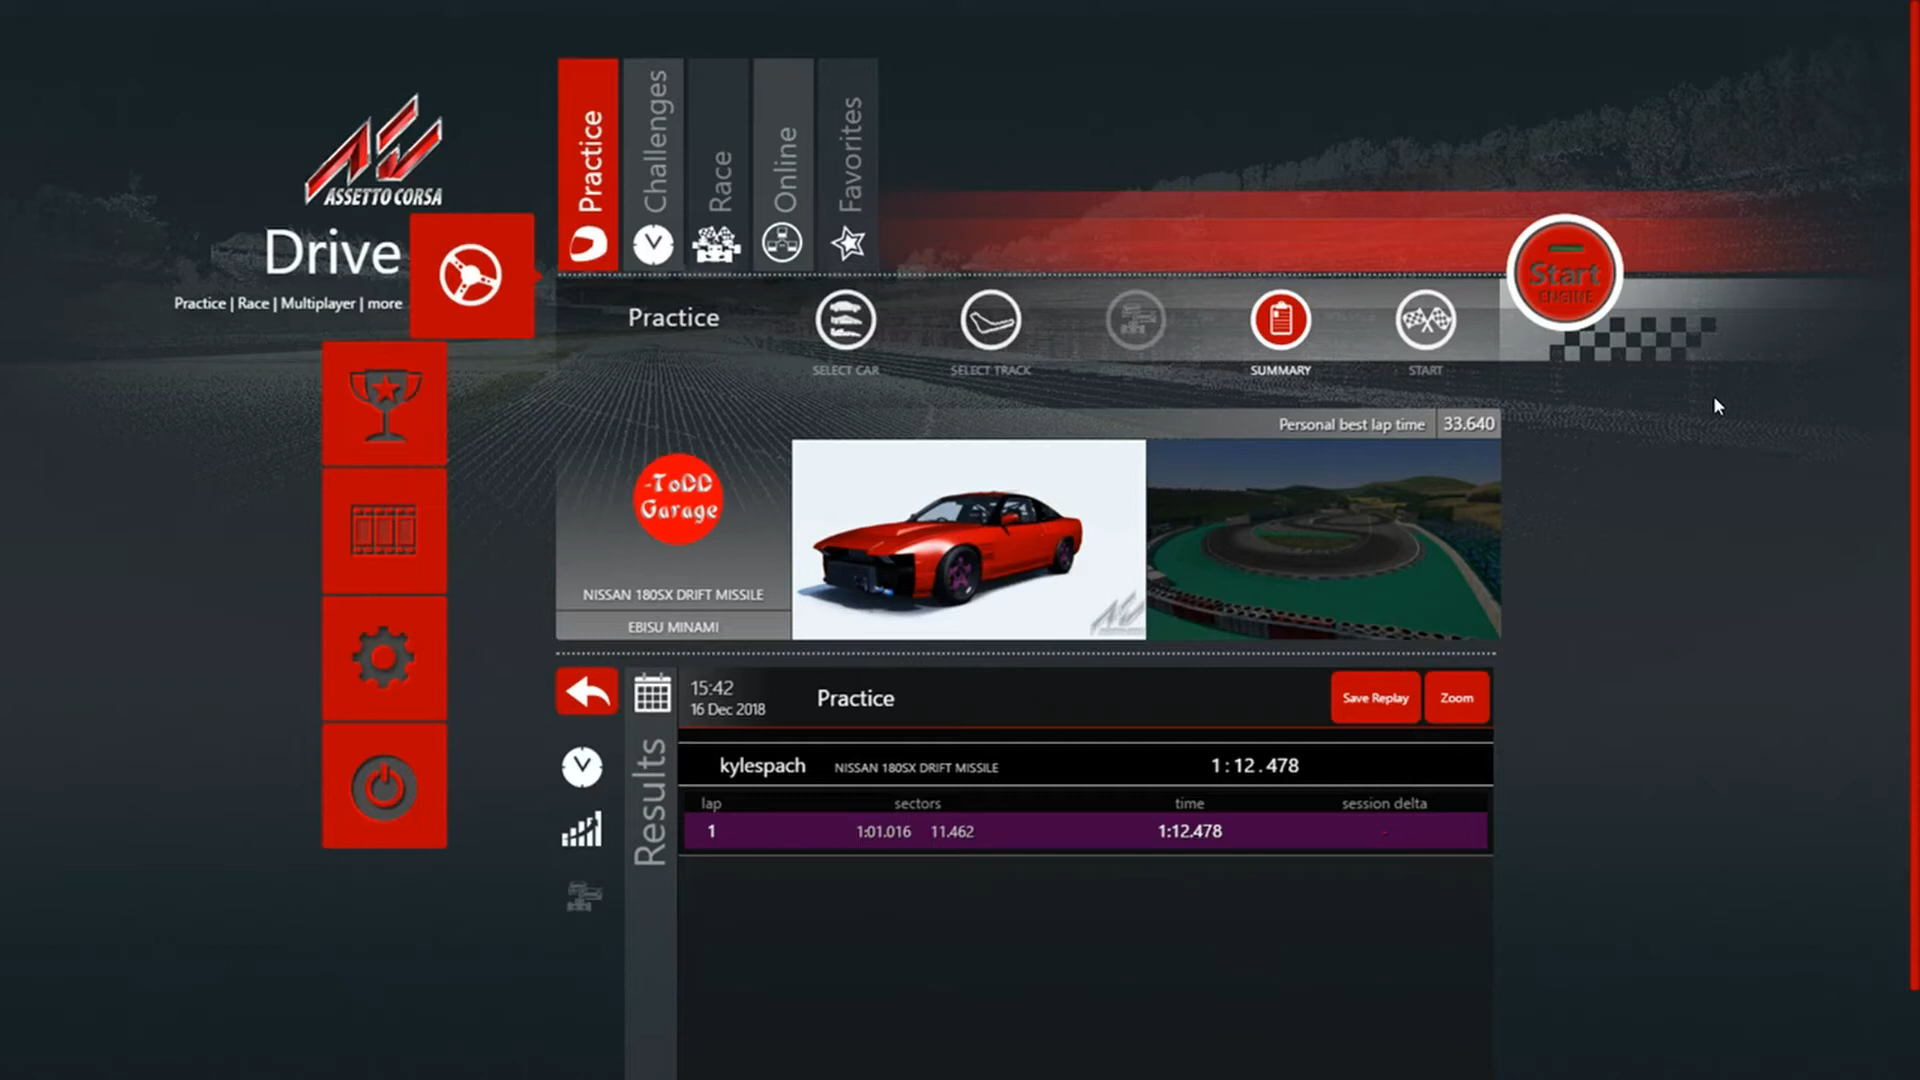 Practice
Challenges
Race
Online
Favorites
ASSETTO CORSA
Drive
Practice | Race | Multiplayer | more
Start
ENGINE
Practice
SELECT CAR
SELECT TRACK
SUMMARY
START
Personal best lap time 33.640
-ToDD
Garage
NISSAN 180SX DRIFT MISSILE
EBISU MINAMI
15:42
16 Dec 2018
Practice
Save Replay
Zoom
Results
kylespach NISSAN 180SX DRIFT MISSILE 1:12.478
lap sectors time session delta
1 1:01.016 11.462 1:12.478 -